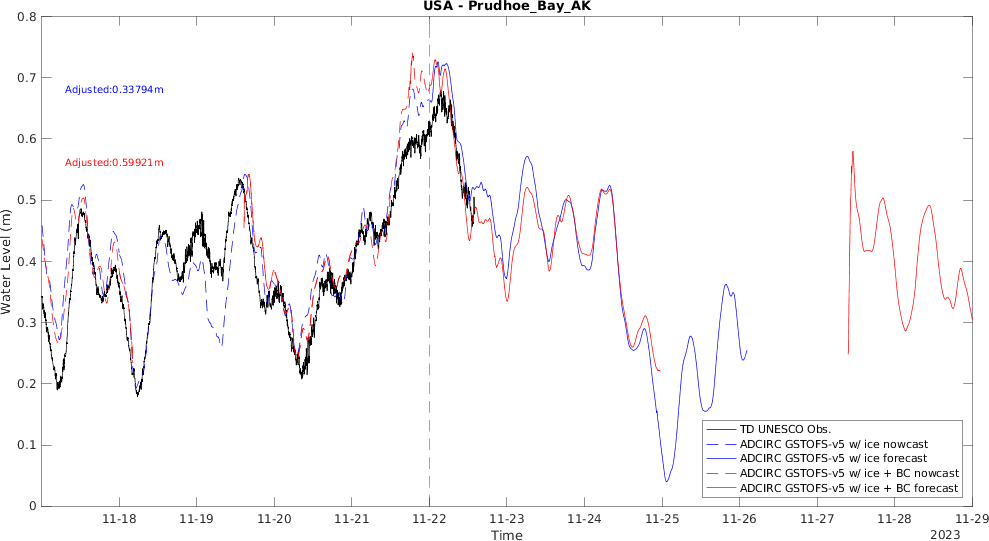 USA - Prudhoe_Bay_AK
0.8
0.7
0.6
0.5
0.4
0.3
0.2
0.1
0
Water Level (m)
Adjusted:0.33794m
Adjusted:0.59921m
TD UNESCO Obs.
ADCIRC GSTOFS-v5 w/ ice nowcast
ADCIRC GSTOFS-v5 w/ ice forecast
ADCIRC GSTOFS-v5 w/ ice + BC nowcast
ADCIRC GSTOFS-v5 w/ ice + BC forecast
11-18 11-19 11-20 11-21 11-22 11-23 11-24 11-25 11-26 11-27 11-28 11-29
Time
2023